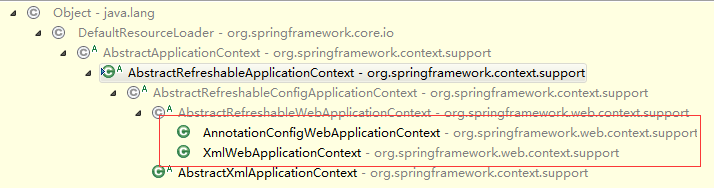 Object - java.lang
DefaultResourceLoader - org.springframework.core.io
A AbstractApplicationContext - org.springframework.context.support
A AbstractRefreshableApplicationContext - org.springframework.context.support
A AbstractRefreshableConfigApplicationContext - org.springframework.context.support
A AbstractRefreshableWebApplicationContext - org.springframework.web.context.support
AnnotationConfigWebApplicationContext - org.springframework.web.context.support
XmlWebApplicationContext - org.springframework.web.context.support
A AbstractXmlApplicationContext - org.springframework.context.support